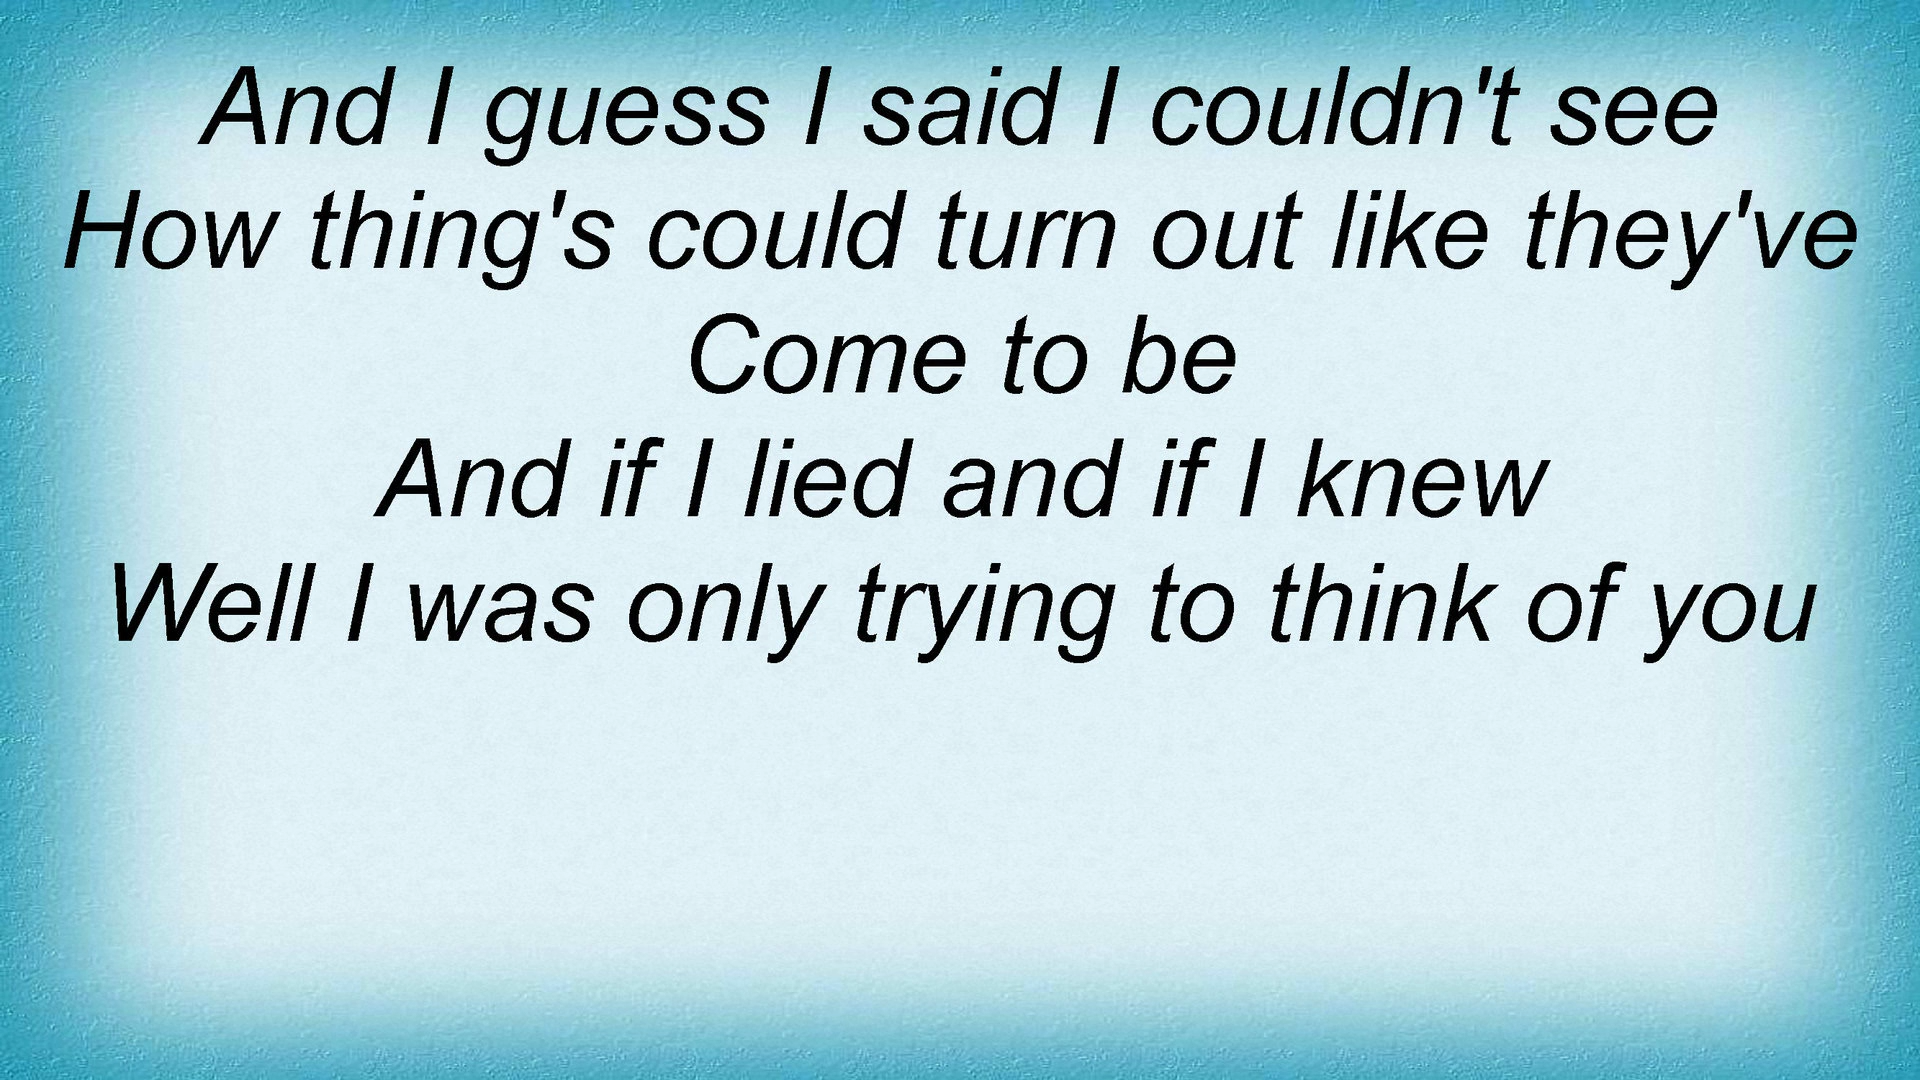 And I guess I said I couldn't see
How thing's could turn out like they've
Come to be
And if I lied and if I knew
Well I was only trying to think of you